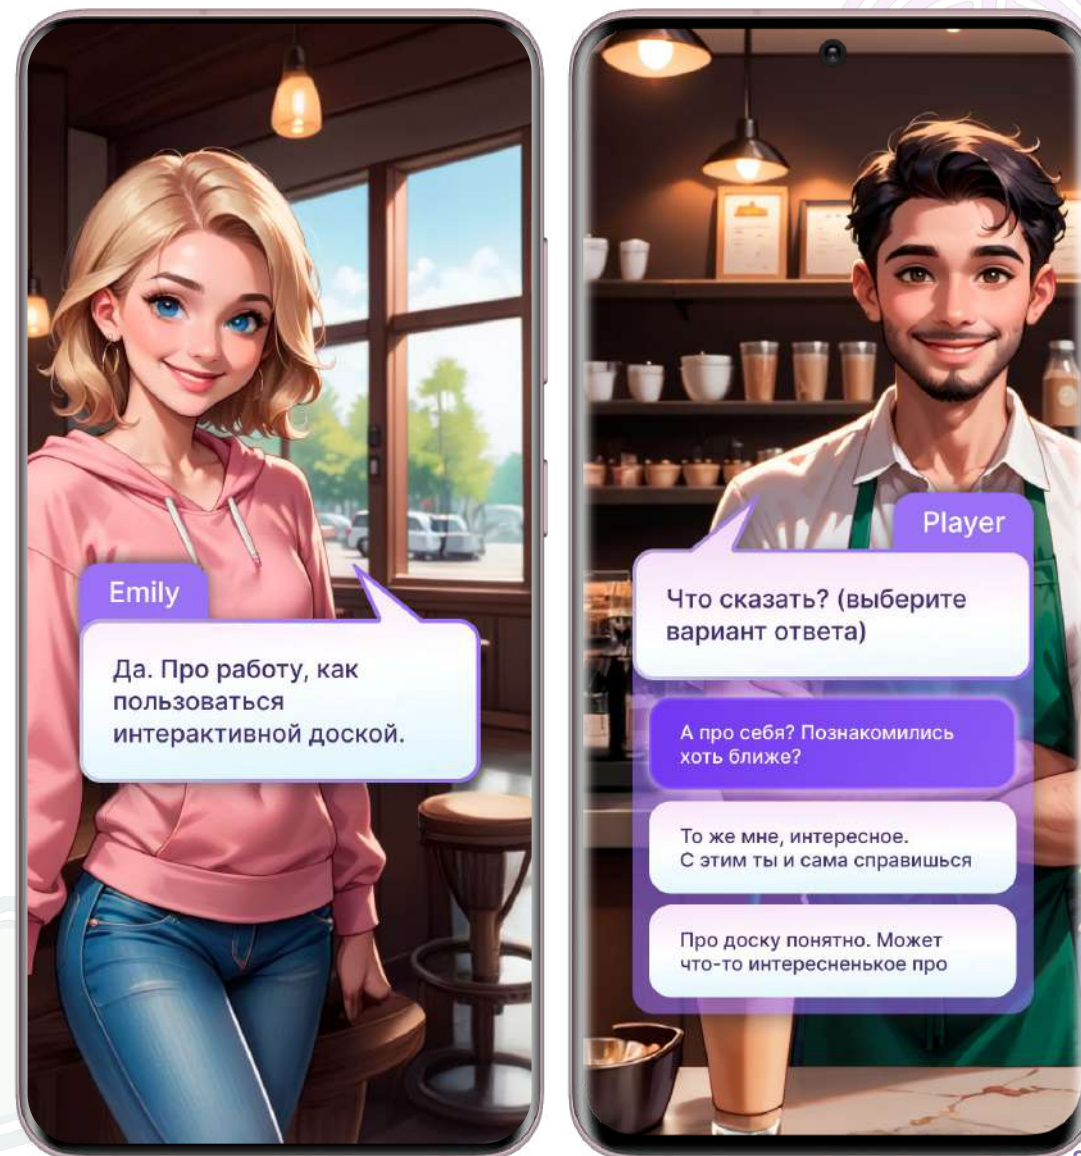 Emily
Да. Про работу, как
пользоваться
интерактивной доской.
Player
Что сказать? (выберите
вариант ответа)
А про себя? Познакомились
хоть ближе?
То же мне, интересное.
С этим ты и сама справишься
Про доску понятно. Может
что-то интересненькое про